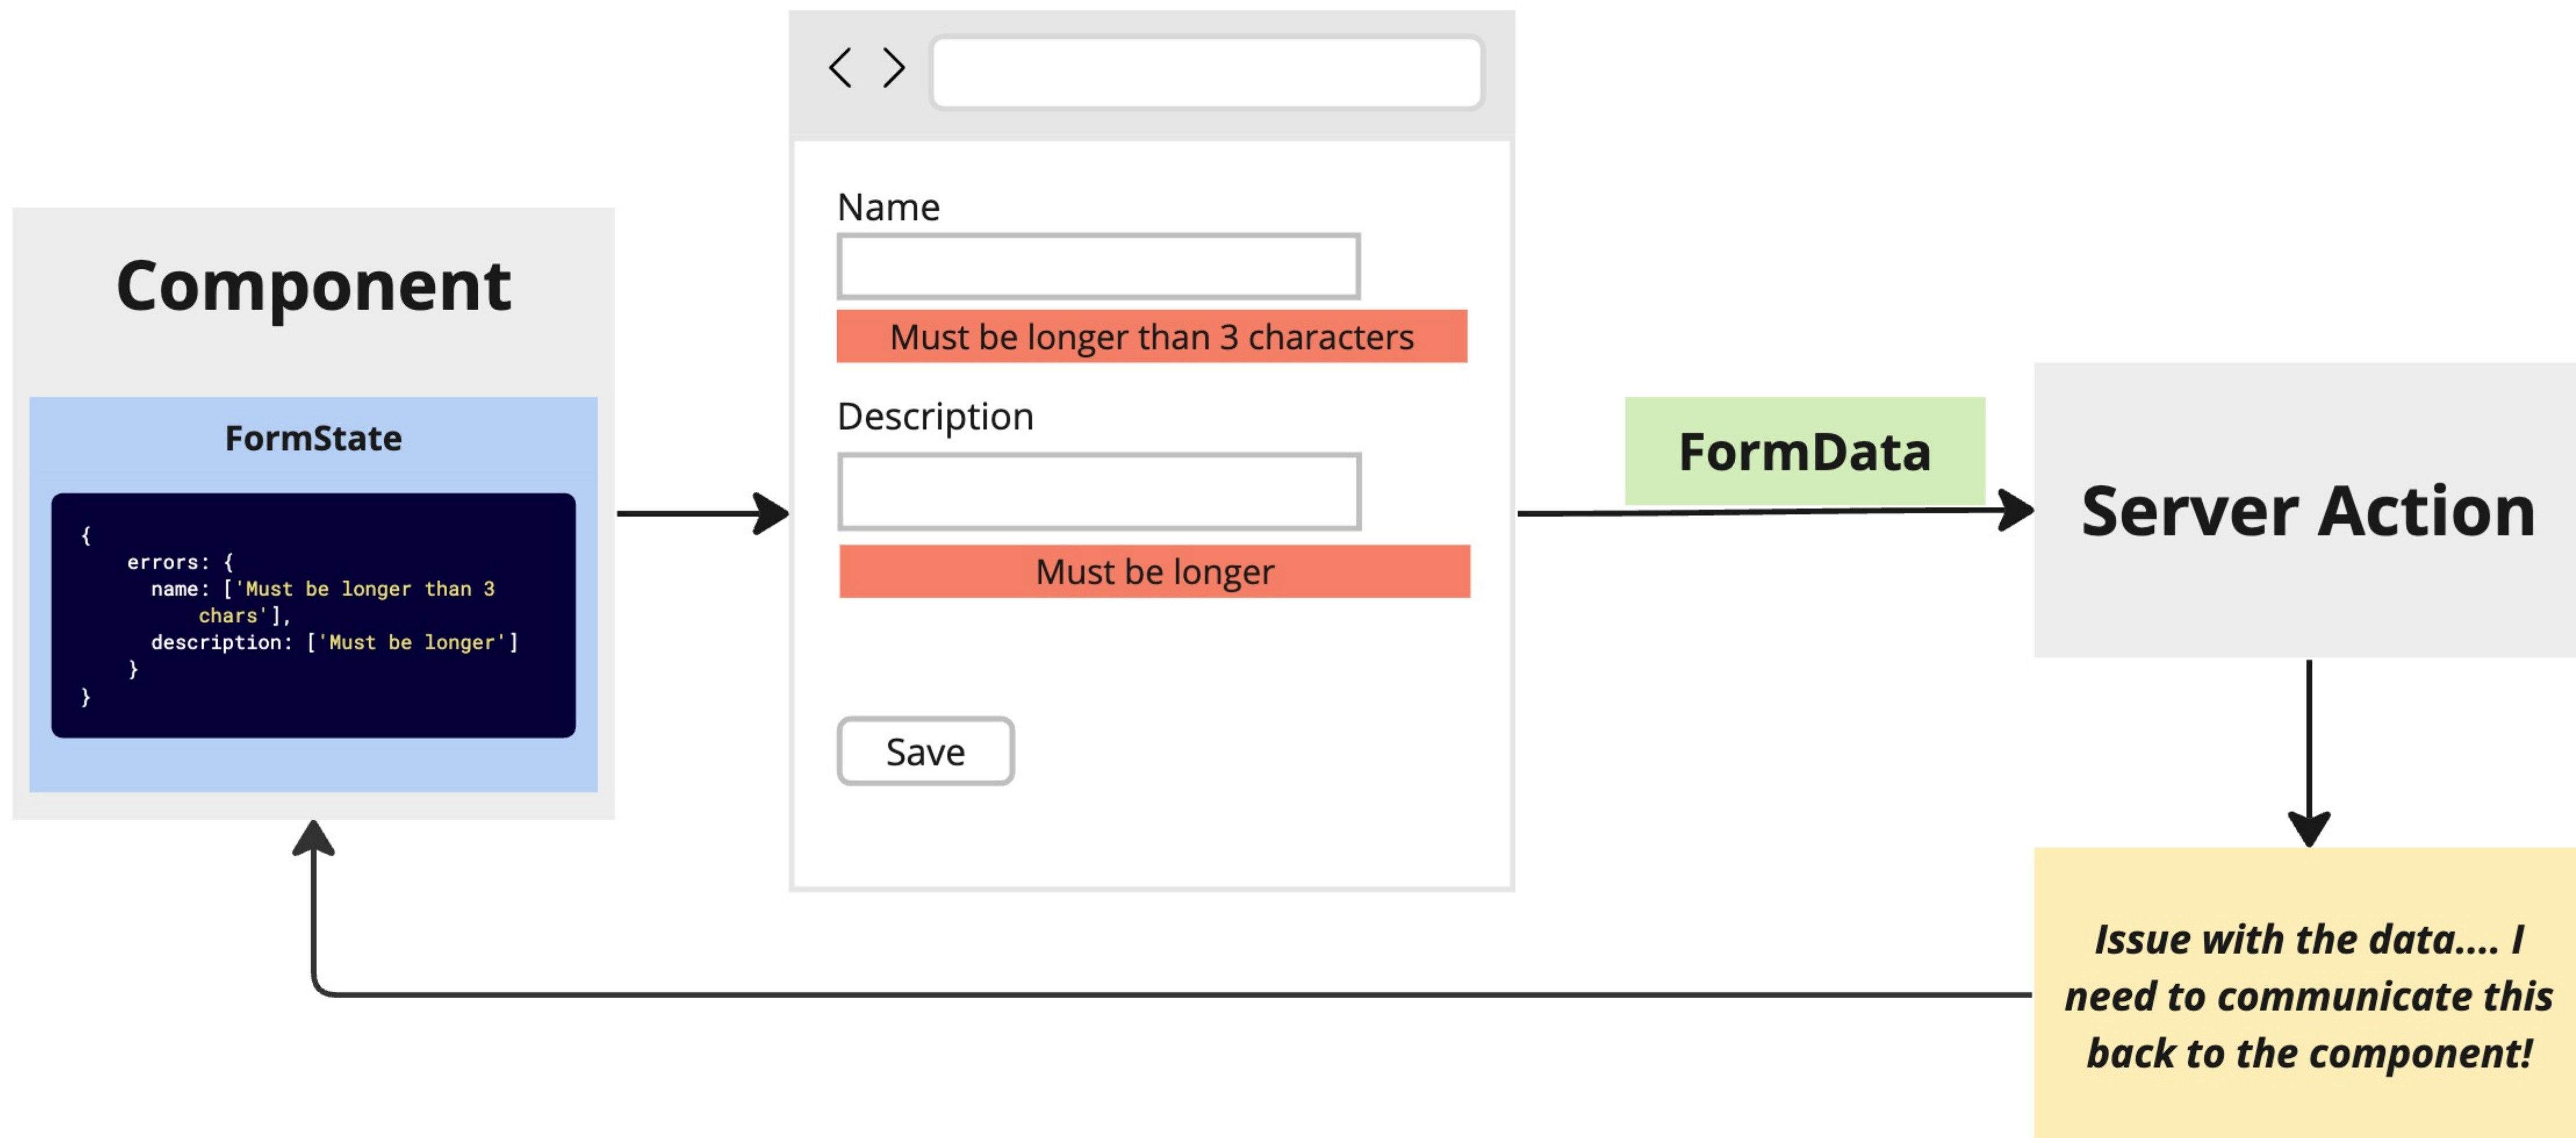 Component
FormState
{
errors: {
name: ['Must be longer than 3
chars'],
description: ['Must be longer']
}
}
Name
Must be longer than 3 characters
Description
Must be longer
Save
FormData
Server Action
Issue with the data.... I
need to communicate this
back to the component!